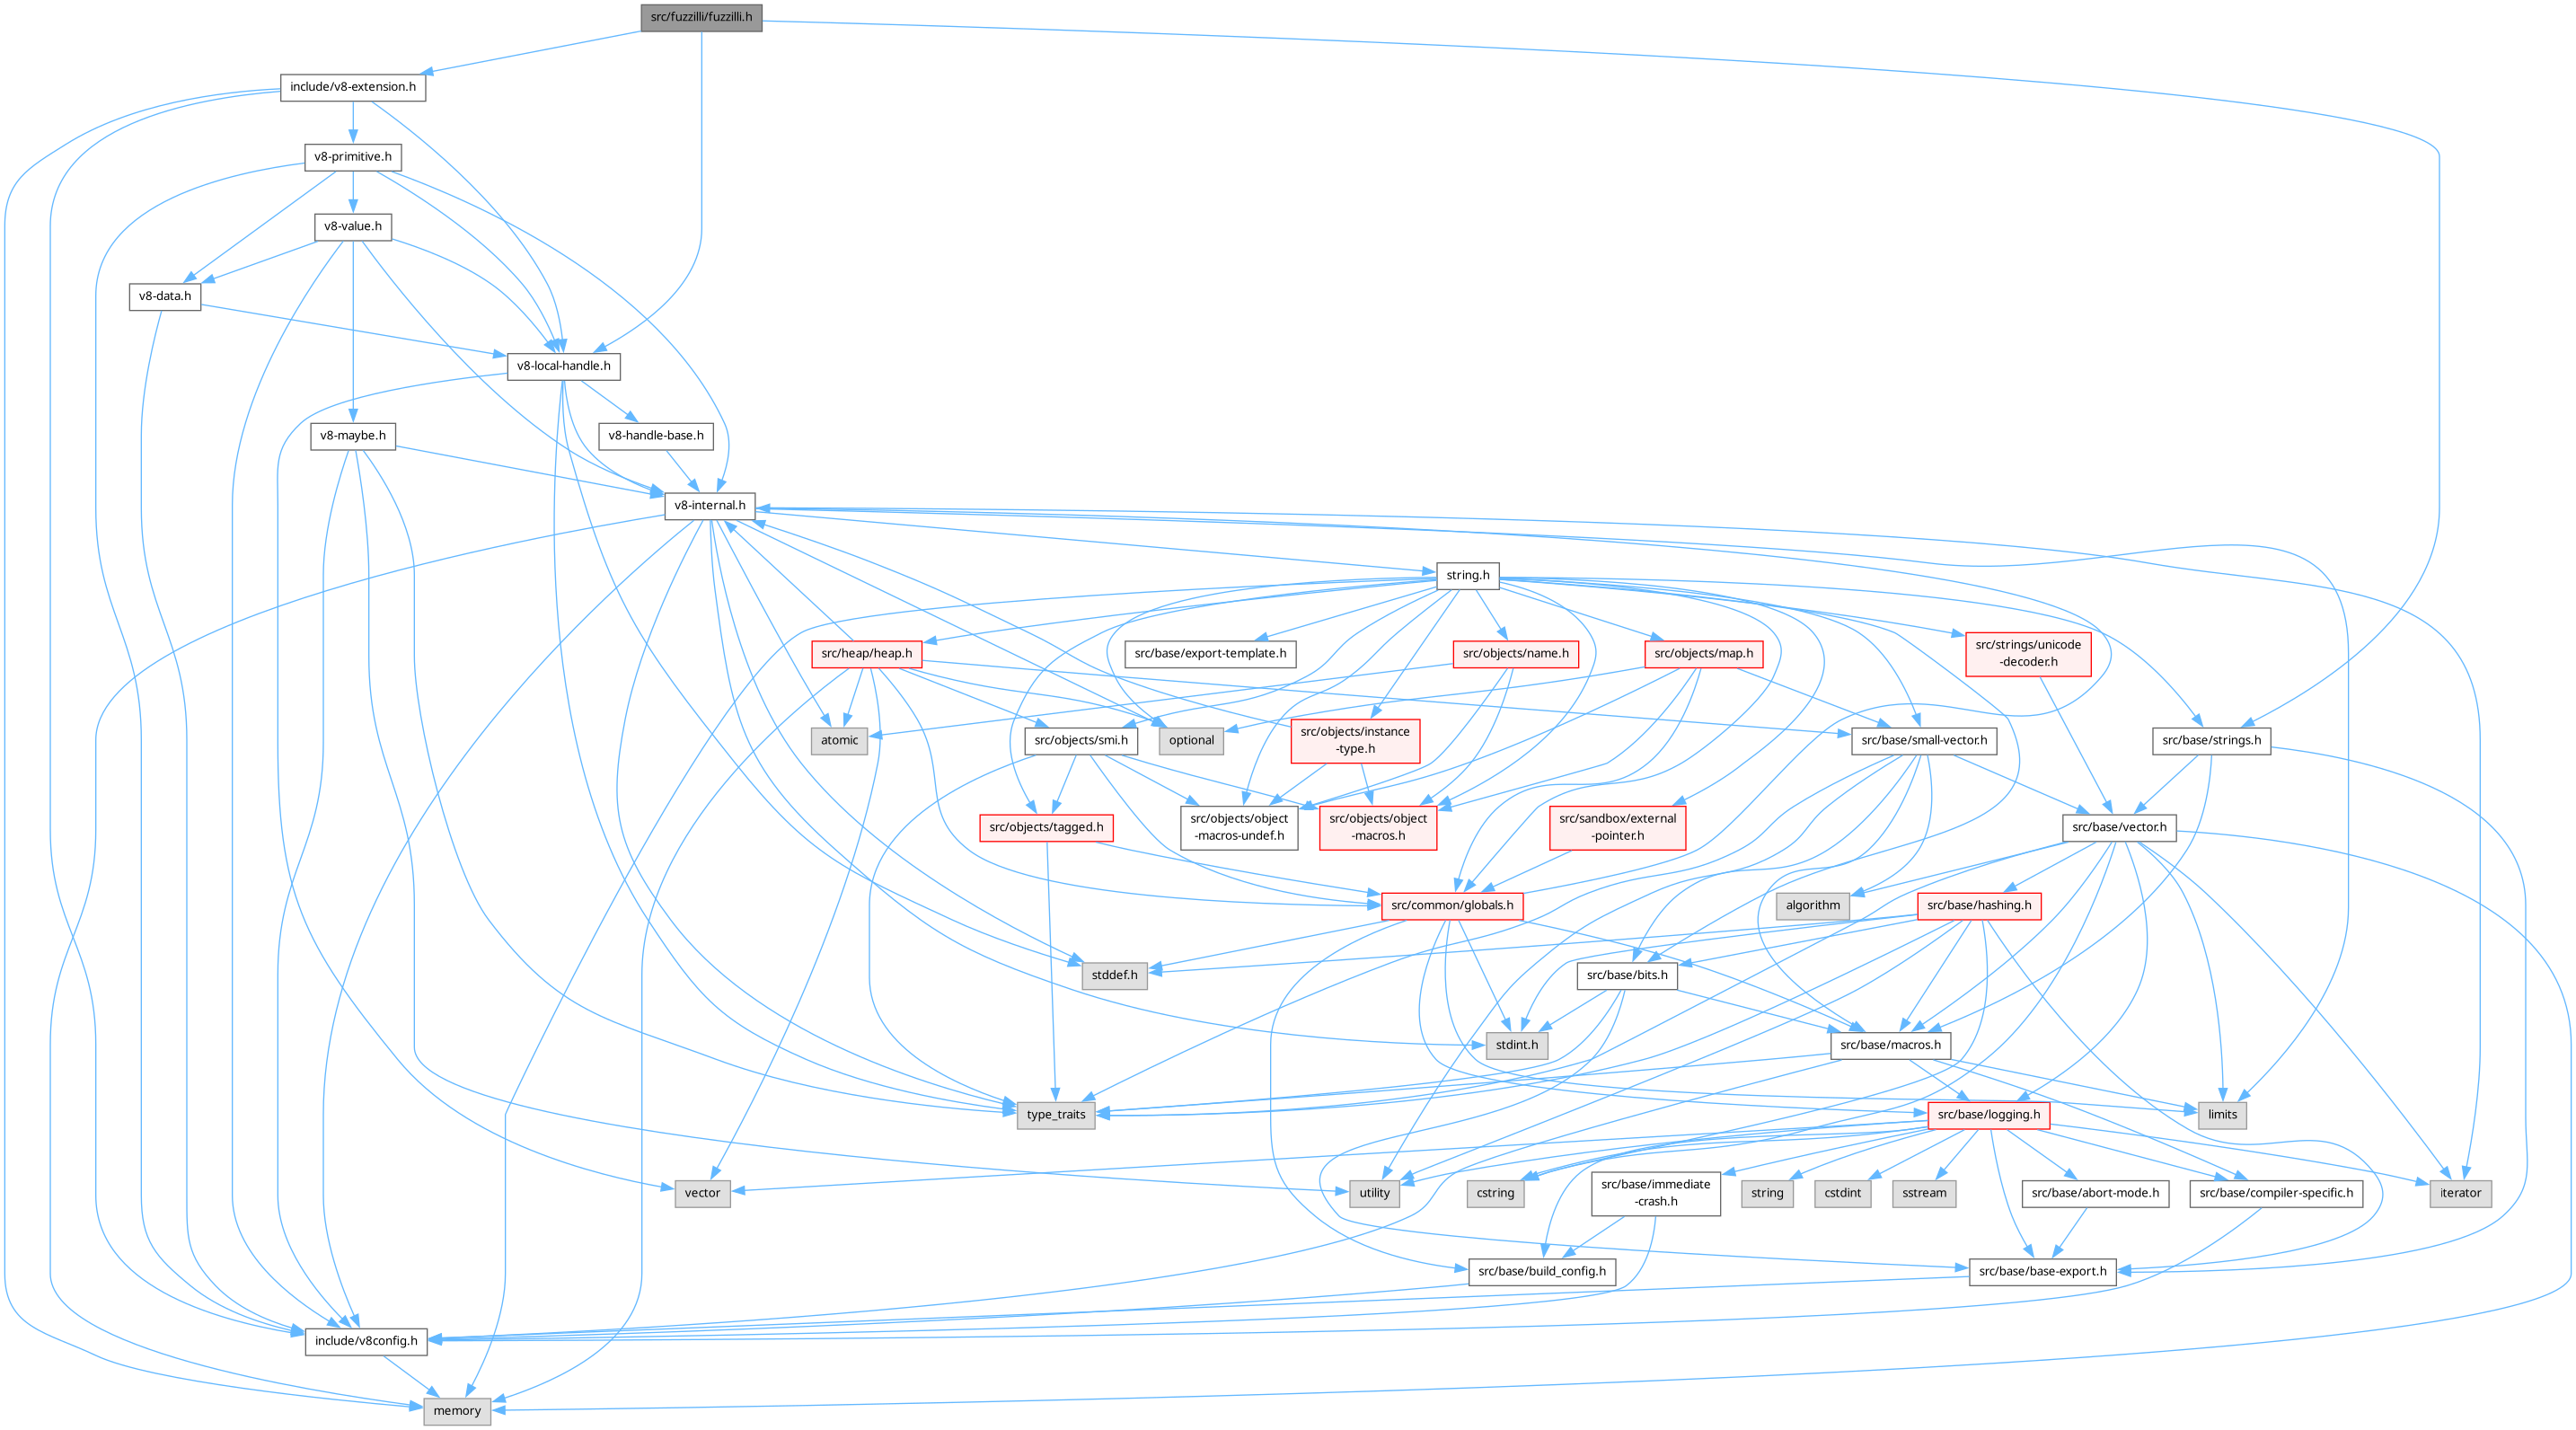 src/fuzzilli/fuzzilli.h
include/v8-extension.h
v8-primitive.h
v8-value.h
v8-data.h
v8-local-handle.h
v8-maybe.h
v8-handle-base.h
v8-internal.h
string.h
src/heap/heap.h
src/base/export-template.h
src/objects/name.h
src/objects/map.h
src/strings/unicode
-decoder.h
atomic
src/objects/smi.h
optional
src/objects/instance
-type.h
src/base/small-vector.h
src/base/strings.h
src/objects/tagged.h
src/objects/object
-macros-undef.h
src/objects/object
-macros.h
src/sandbox/external
-pointer.h
src/base/vector.h
src/common/globals.h
algorithm
src/base/hashing.h
stddef.h
src/base/bits.h
stdint.h
src/base/macros.h
type_traits
src/base/logging.h
limits
vector
utility
cstring
src/base/immediate
-crash.h
string
cstdint
sstream
src/base/abort-mode.h
src/base/compiler-specific.h
iterator
src/base/build_config.h
src/base/base-export.h
include/v8config.h
memory